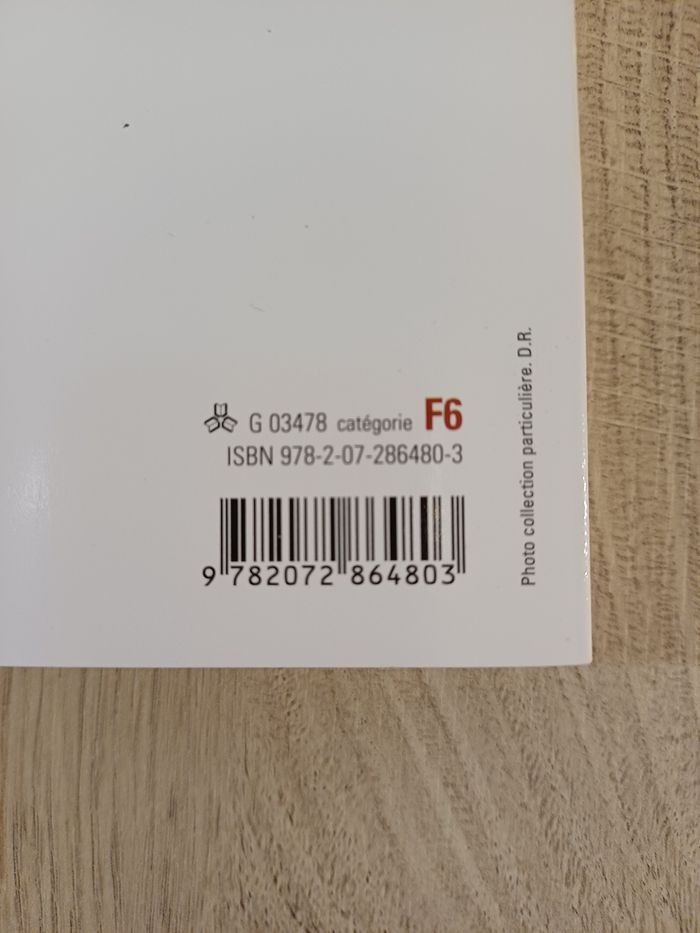 G 03478 catégorie F6
ISBN 978-2-07-286480-3
9 782072 864803
Photo collection particulière. D.R.